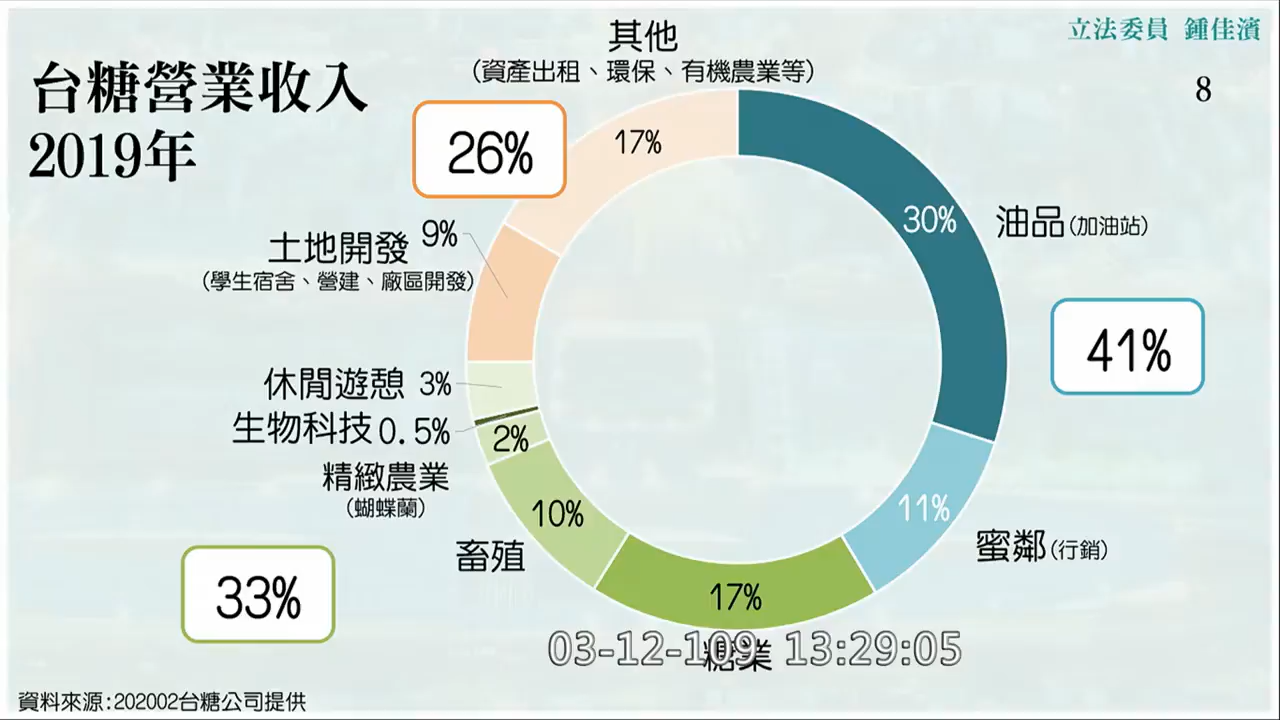 立法委員 鍾佳濱
8
台糖營業收入
2019年
其他
(資產出租、環保、有機農業等)
26%
17%
30%
油品(加油站)
土地開發 9%
(學生宿舍、營建、廠區開發)
41%
休閒遊憩 3%
生物科技 0.5%
2%
精緻農業
(蝴蝶蘭)
10%
畜殖
11%
蜜鄰(行銷)
33%
17%
糖業
03-12-109 13:29:05
資料來源:202002台糖公司提供